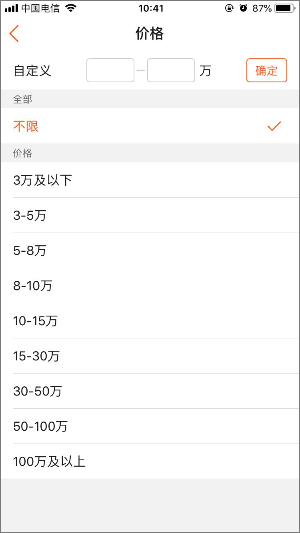 中国电信 10:41 87%
价格
自定义 万 确定
全部
不限
价格
3万及以下
3-5万
5-8万
8-10万
10-15万
15-30万
30-50万
50-100万
100万及以上